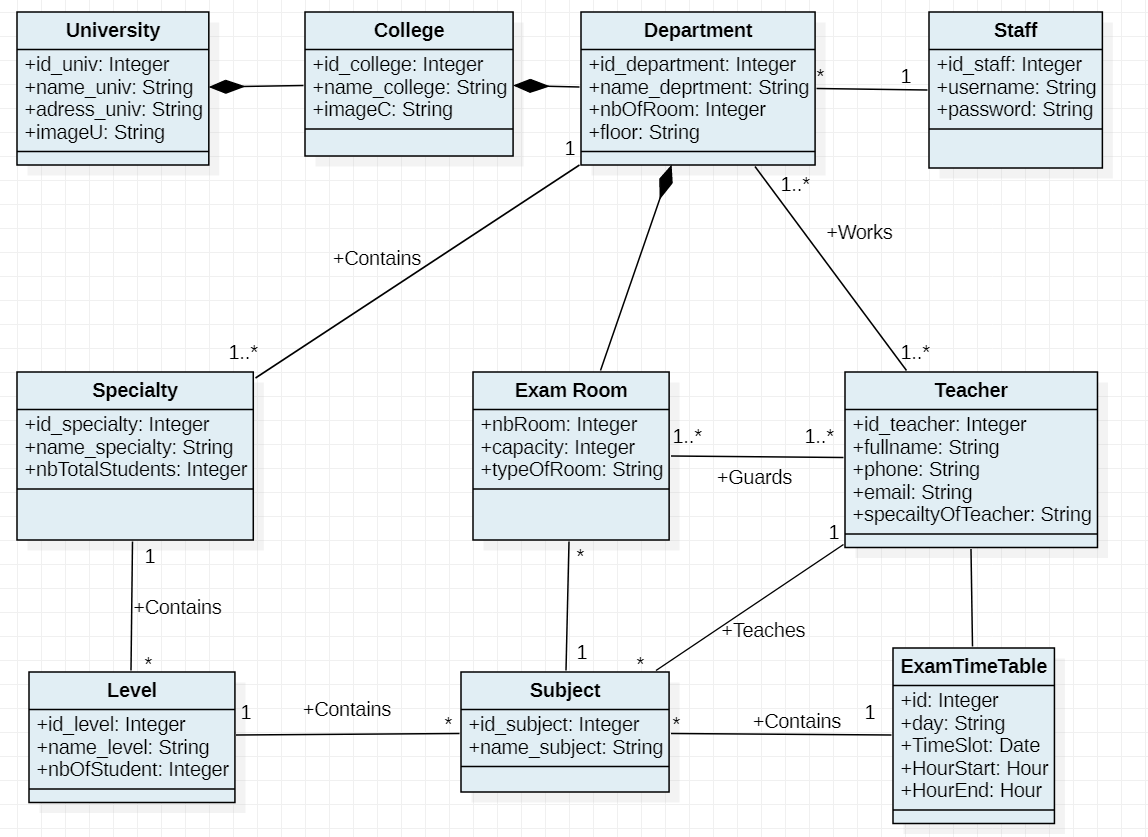 University
+id_univ: Integer
+name_univ: String
+adress_univ: String
+imageU: String
College
+id_college: Integer
+name_college: String
+imageC: String
Department
+id_department: Integer
+name_deprtment: String
+nbOfRoom: Integer
+floor: String
*
1
Staff
+id_staff: Integer
+username: String
+password: String
1
+Contains
1..*
1..*
+Works
1..*
Specialty
+id_specialty: Integer
+name_specialty: String
+nbTotalStudents: Integer
Exam Room
+nbRoom: Integer
+capacity: Integer
+typeOfRoom: String
1..*
1..*
+Guards
Teacher
+id_teacher: Integer
+fullname: String
+phone: String
+email: String
+specailtyOfTeacher: String
1
+Contains
*
*
1
1
+Teaches
*
Level
+id_level: Integer
+name_level: String
+nbOfStudent: Integer
1
+Contains
*
Subject
+id_subject: Integer
+name_subject: String
*
+Contains
1
ExamTimeTable
+id: Integer
+day: String
+TimeSlot: Date
+HourStart: Hour
+HourEnd: Hour